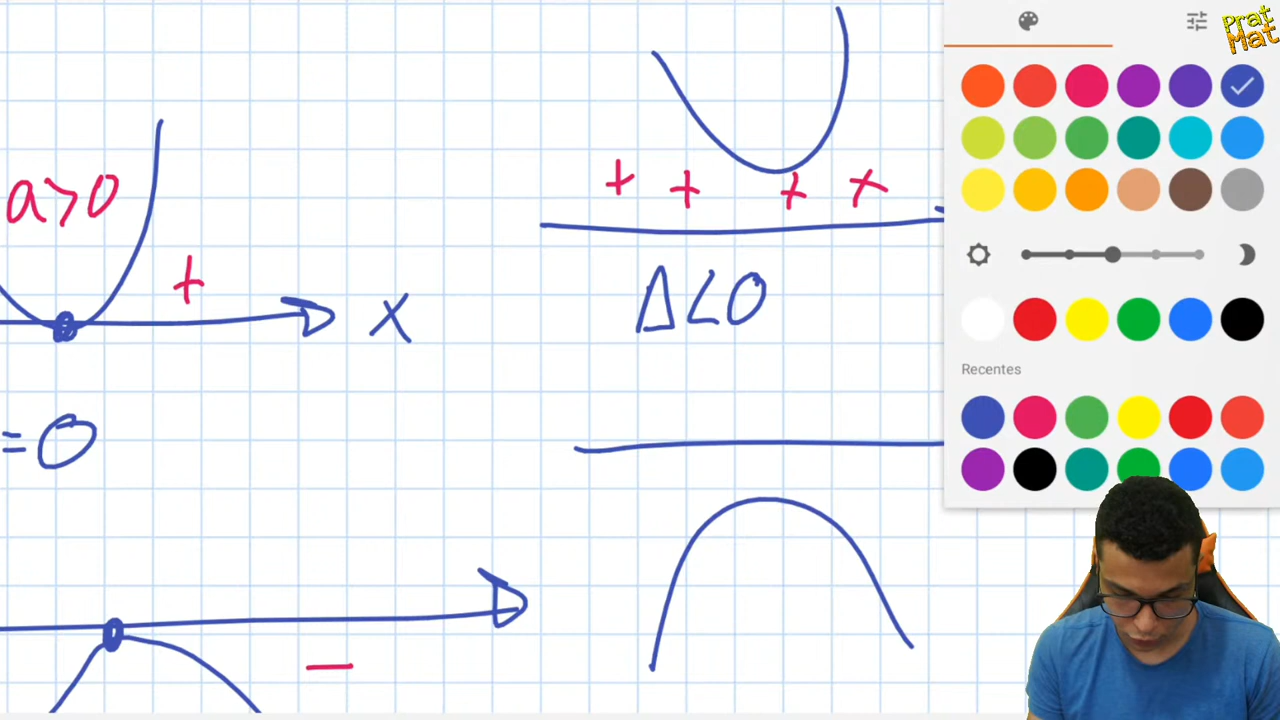 Prat
Mat
a>0
+ + + +
+
x
Δ<0
Recentes
=0
−